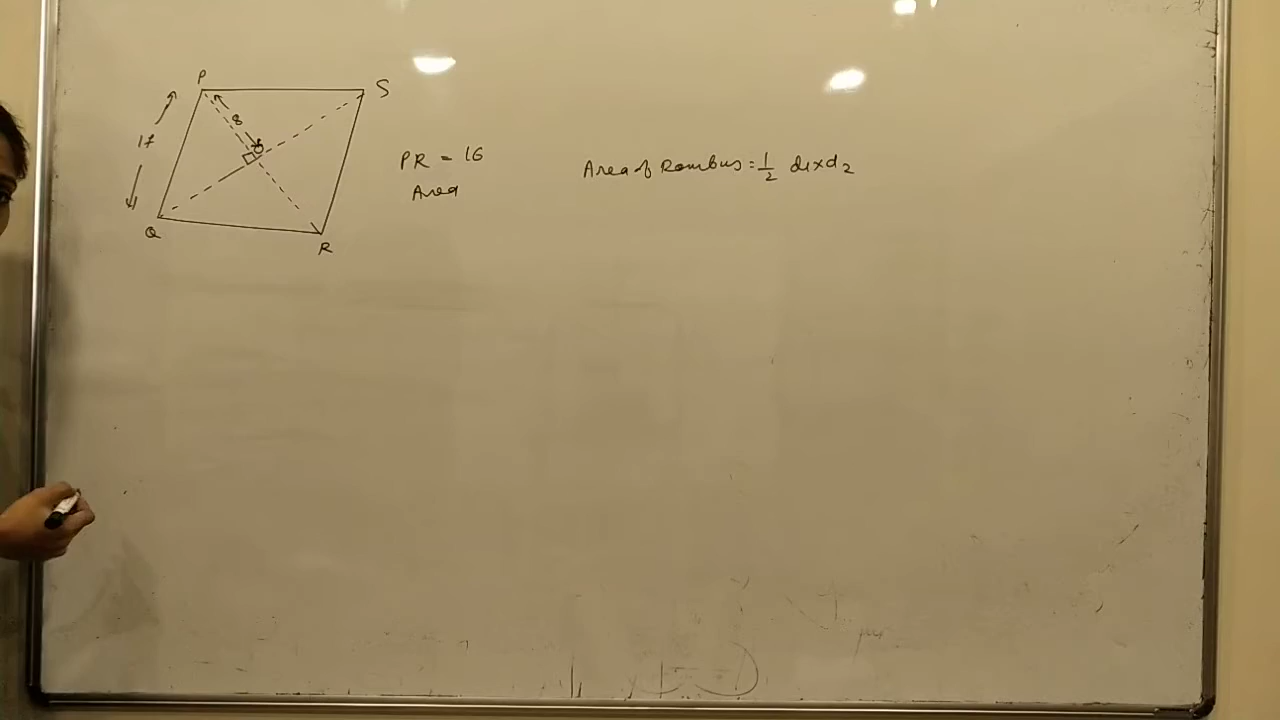 P
S
8
17
O
Q
R
PR = 16
Area
Area of Rombus = 1/2 d1 x d2